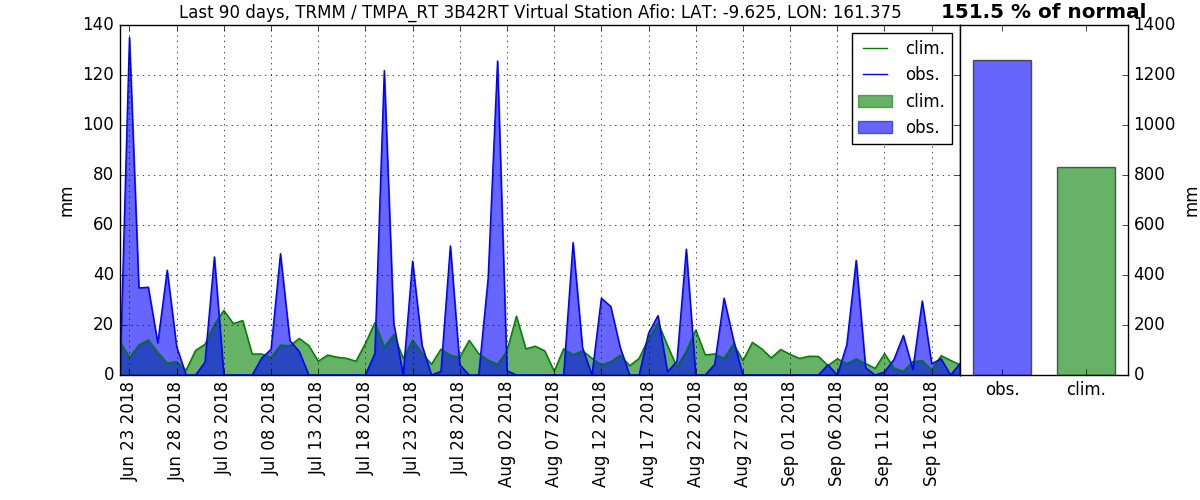 Last 90 days, TRMM / TMPA_RT 3B42RT Virtual Station Afio: LAT: -9.625, LON: 161.375
151.5 % of normal
mm
140
120
100
80
60
40
20
0
clim.
obs.
clim.
obs.
1400
1200
1000
800
600
400
200
0
mm
obs.
clim.
Jun 23 2018
Jun 28 2018
Jul 03 2018
Jul 08 2018
Jul 13 2018
Jul 18 2018
Jul 23 2018
Jul 28 2018
Aug 02 2018
Aug 07 2018
Aug 12 2018
Aug 17 2018
Aug 22 2018
Aug 27 2018
Sep 01 2018
Sep 06 2018
Sep 11 2018
Sep 16 2018